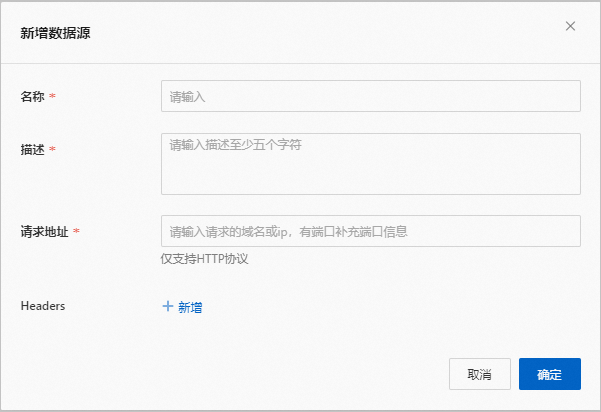 新增数据源
名称 *
请输入
描述 *
请输入描述至少五个字符
请求地址 *
请输入请求的域名或ip，有端口补充端口信息
仅支持HTTP协议
Headers
+ 新增
取消
确定